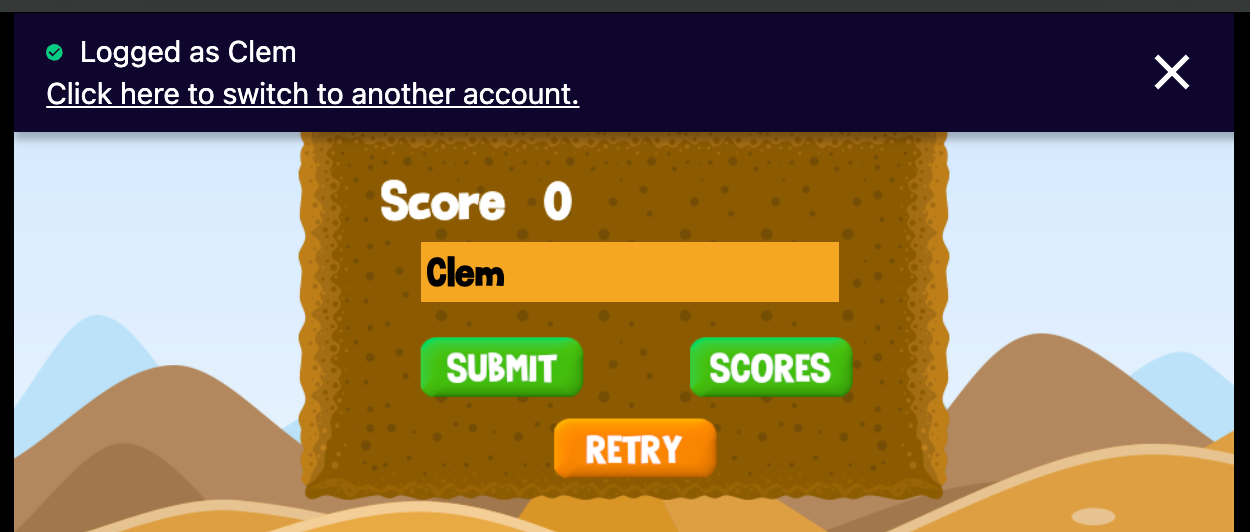 Logged as Clem
Click here to switch to another account.
Score 0
Clem
SUBMIT
SCORES
RETRY